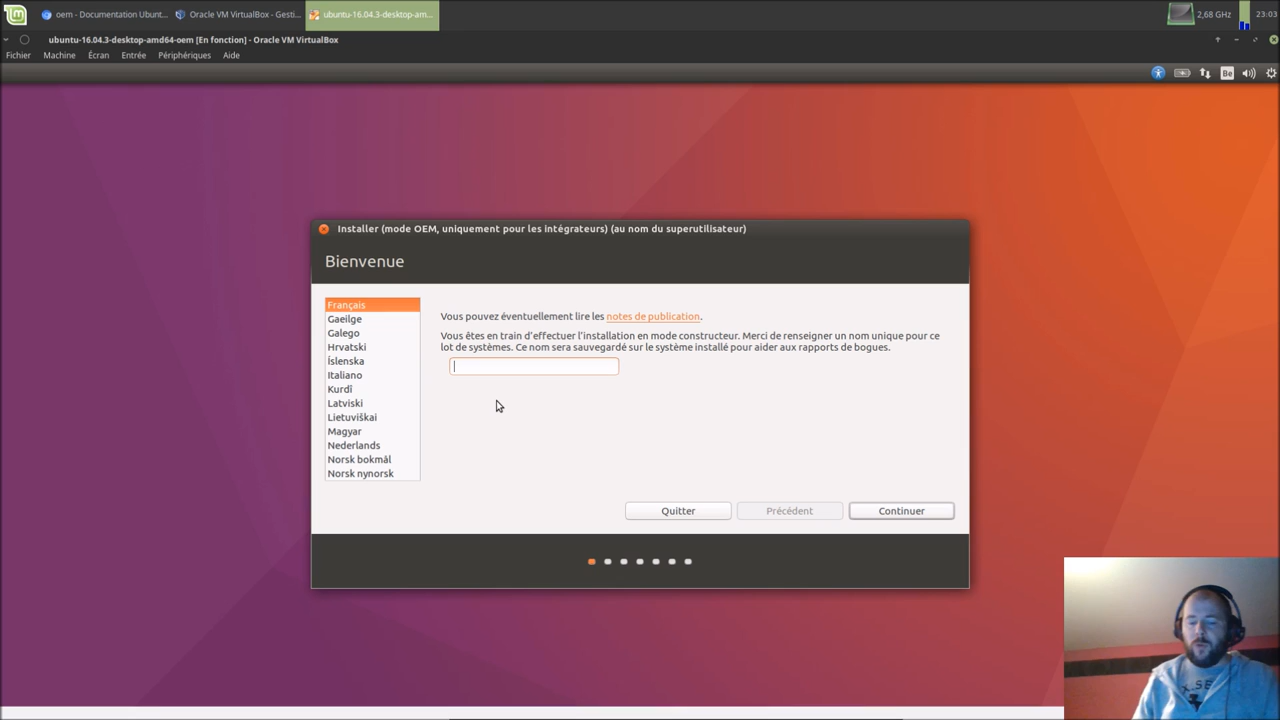 oem - Documentation Ubunt...
Oracle VM VirtualBox - Gesti...
ubuntu-16.04.3-desktop-am...
2,68 GHz
23:03
ubuntu-16.04.3-desktop-amd64-oem [En fonction] - Oracle VM VirtualBox
Fichier Machine Écran Entrée Périphériques Aide
Be
Installer (mode OEM, uniquement pour les intégrateurs) (au nom du superutilisateur)
Bienvenue
Français
Gaeilge
Galego
Hrvatski
Íslenska
Italiano
Kurdî
Latviski
Lietuviškai
Magyar
Nederlands
Norsk bokmål
Norsk nynorsk
Vous pouvez éventuellement lire les notes de publication.
Vous êtes en train d’effectuer l’installation en mode constructeur. Merci de renseigner un nom unique pour ce
lot de systèmes. Ce nom sera sauvegardé sur le système installé pour aider aux rapports de bogues.
Quitter
Précédent
Continuer